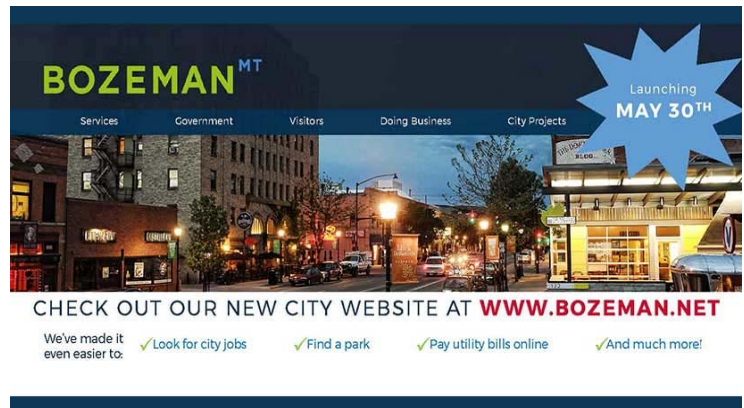 BOZEMAN MT
Launching
MAY 30TH
Services Government Visitors Doing Business City Projects
CHECK OUT OUR NEW CITY WEBSITE AT WWW.BOZEMAN.NET
We've made it
even easier to:
✓Look for city jobs ✓Find a park ✓Pay utility bills online ✓And much more!